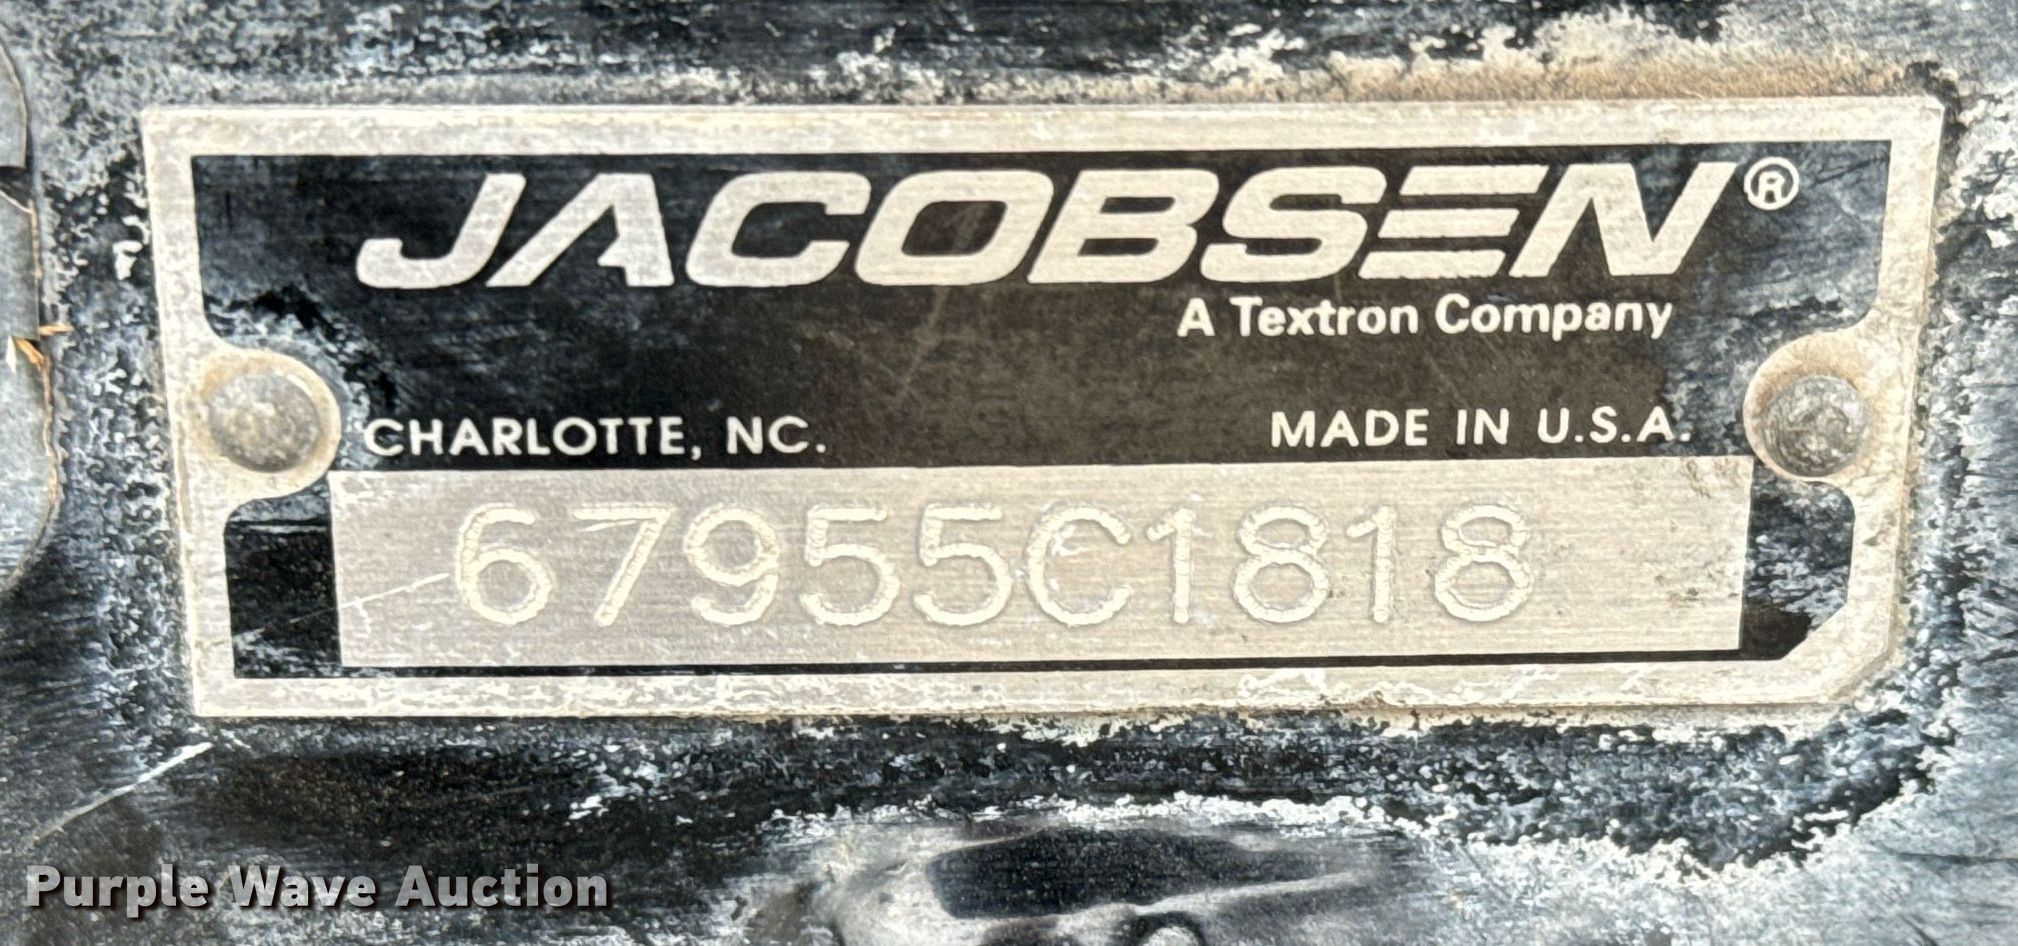 JACOBSEN®
A Textron Company
CHARLOTTE, NC. MADE IN U.S.A.
67955C1818
Purple Wave Auction